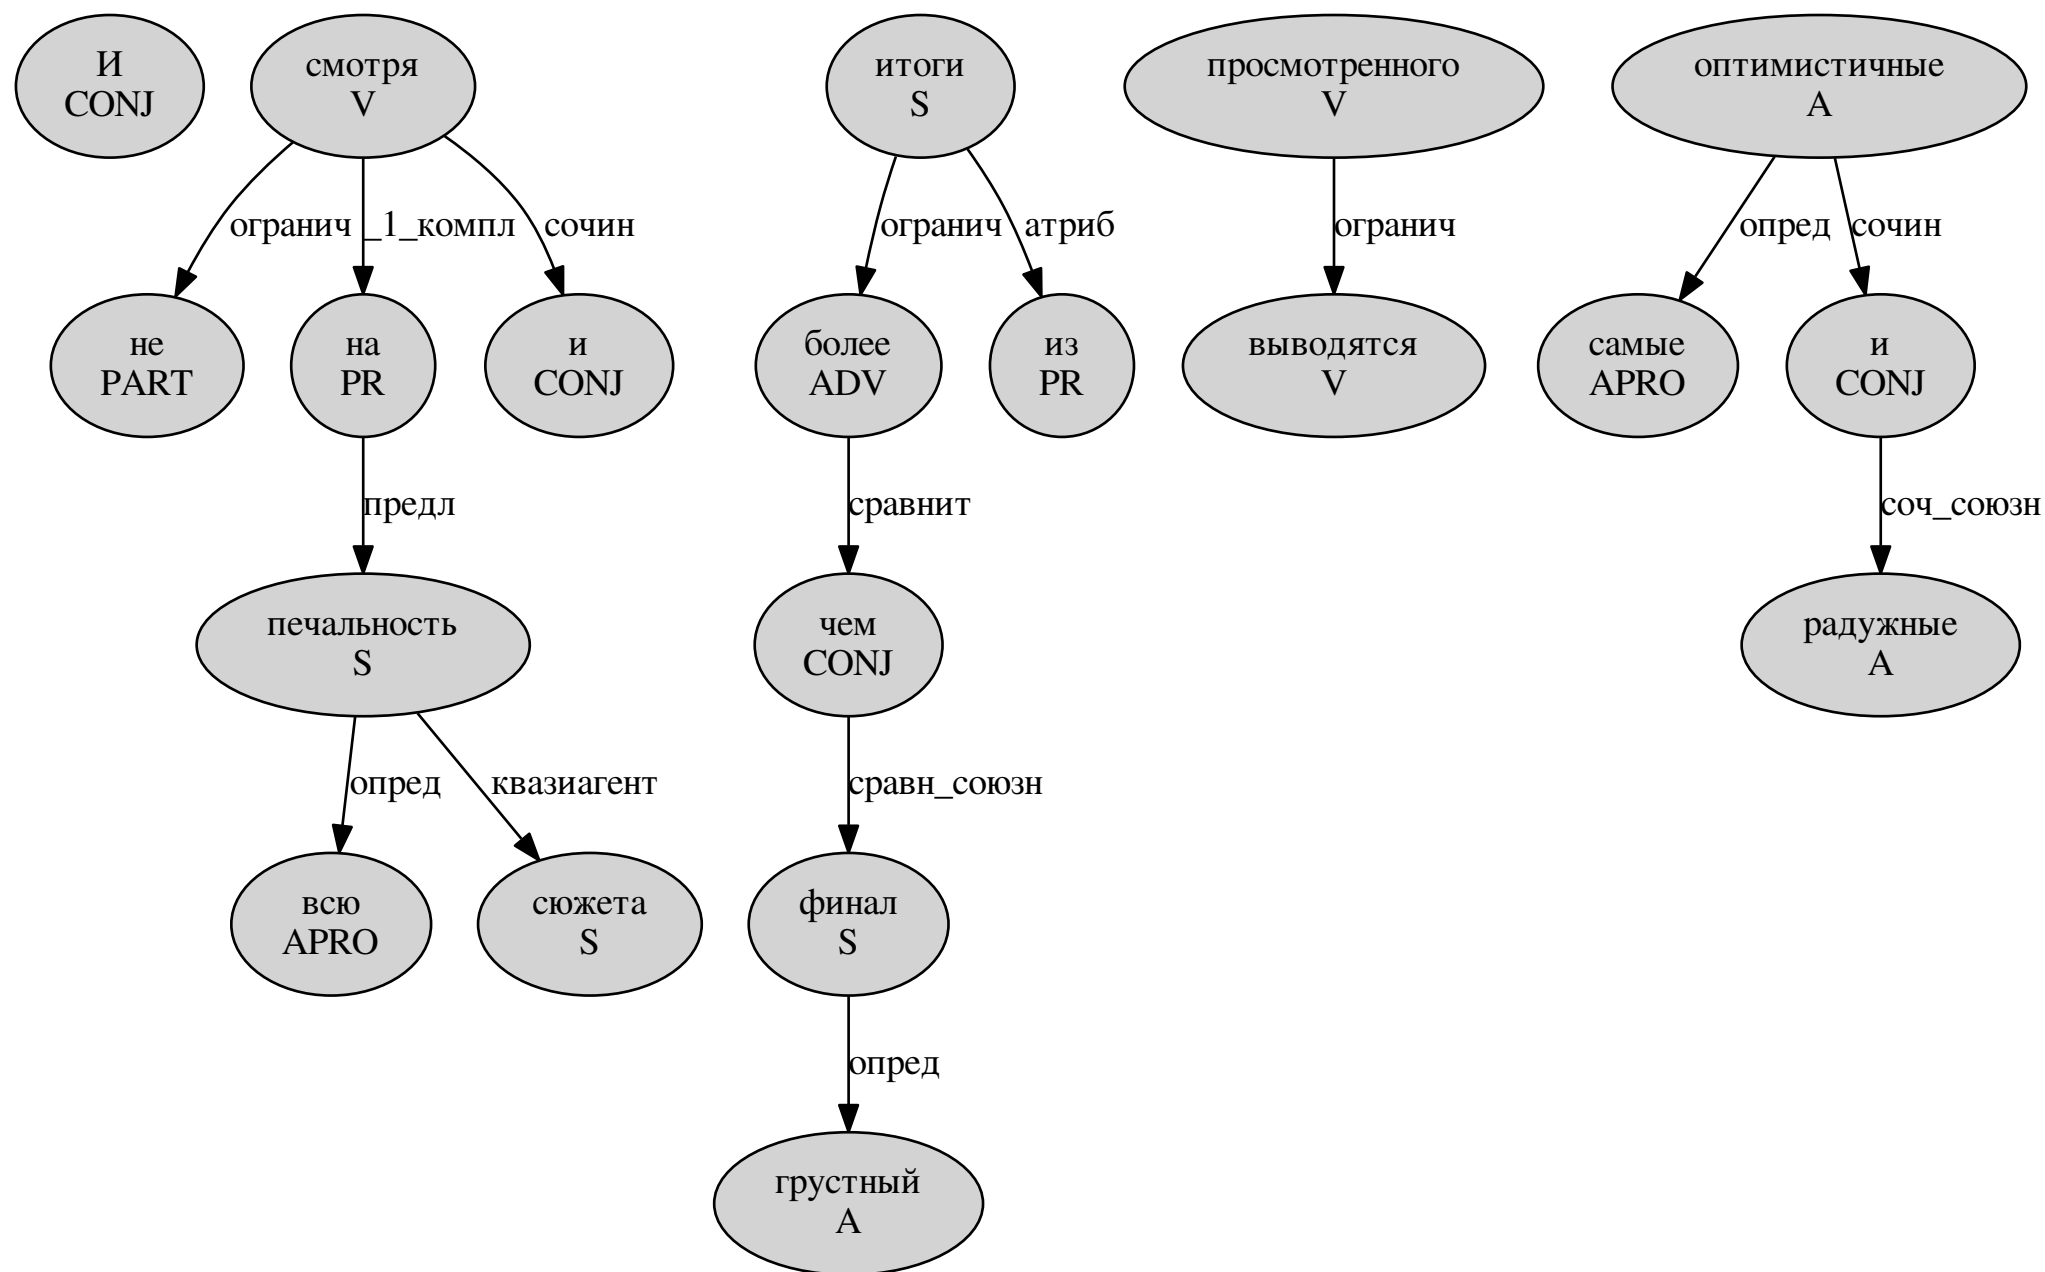 И
CONJ
смотря
V
итоги
S
просмотренного
V
оптимистичные
A
огранич
_1_компл
сочин
огранич
атриб
огранич
опред
сочин
не
PART
на
PR
и
CONJ
более
ADV
из
PR
выводятся
V
самые
APRO
и
CONJ
предл
сравнит
соч_союзн
печальность
S
чем
CONJ
радужные
A
опред
квазиагент
сравн_союзн
всю
APRO
сюжета
S
финал
S
опред
грустный
A